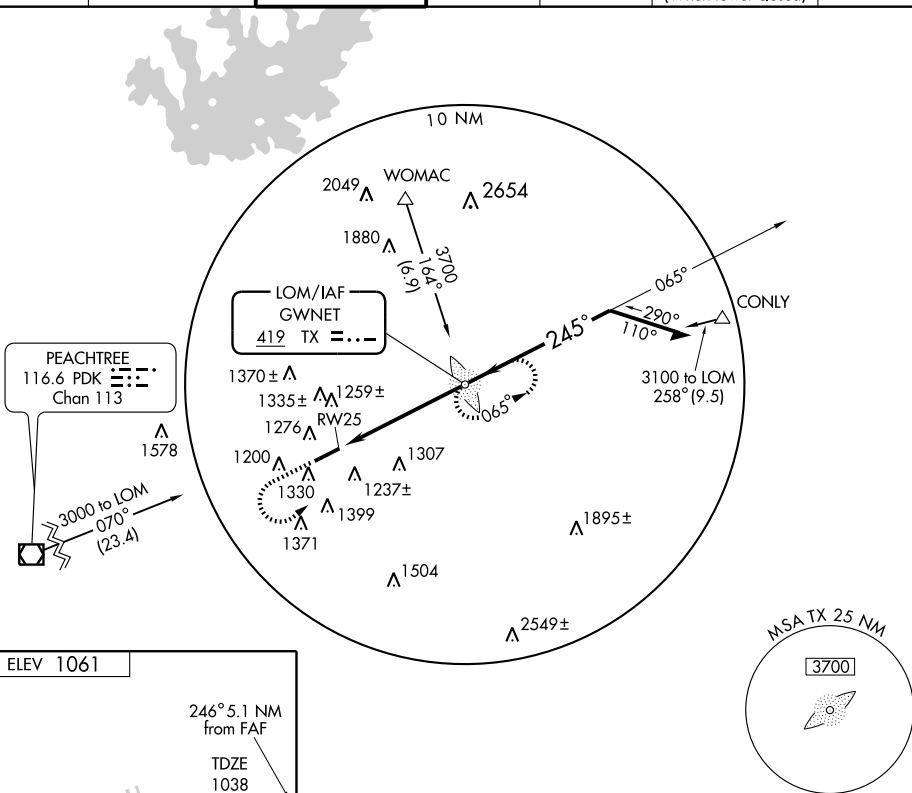 10 NM
WOMAC
2049
2654
1880
3700
164°
(6.9)
LOM/IAF
GWNET
419 TX
065°
CONLY
290°
110°
245°
3100 to LOM
258° (9.5)
PEACHTREE
116.6 PDK
Chan 113
1370±
1335±
1259±
065°
1276
RW25
1578
1200
1307
1330
1237±
1399
1371
3000 to LOM
070°
(23.4)
1895±
1504
2549±
MSA TX 25 NM
3700
ELEV 1061
246° 5.1 NM
from FAF
TDZE
1038